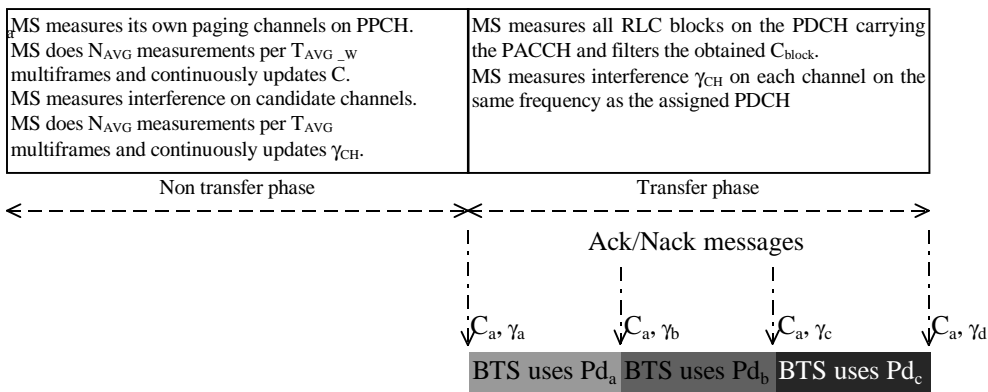 a
MS measures its own paging channels on PPCH.
MS does N_AVG measurements per T_AVG _W
multiframes and continuously updates C.
MS measures interference on candidate channels.
MS does N_AVG measurements per T_AVG
multiframes and continuously updates γ_CH.
MS measures all RLC blocks on the PDCH carrying
the PACCH and filters the obtained C_block.
MS measures interference γ_CH on each channel on the
same frequency as the assigned PDCH
Non transfer phase
Transfer phase
Ack/Nack messages
C_a, γ_a
C_a, γ_b
C_a, γ_c
C_a, γ_d
BTS uses Pd_a
BTS uses Pd_b
BTS uses Pd_c